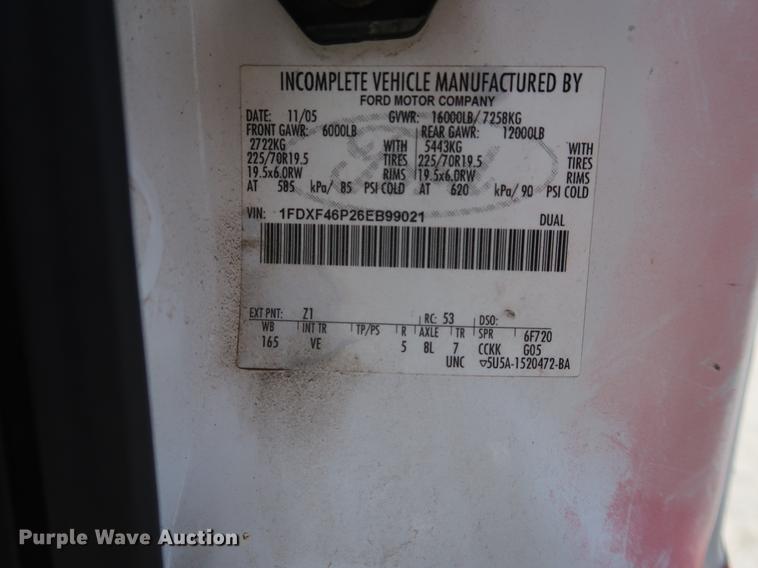 INCOMPLETE VEHICLE MANUFACTURED BY
FORD MOTOR COMPANY
DATE: 11/05 GVWR: 16000LB/7258KG
FRONT GAWR: 6000LB REAR GAWR: 12000LB
2722KG WITH 5443KG WITH
225/70R19.5 TIRES 225/70R19.5 TIRES
19.5x6.0RW RIMS 19.5x6.0RW RIMS
AT 585 kPa/ 85 PSI COLD AT 620 kPa/ 90 PSI COLD
VIN: 1FDXF46P26EB99021 DUAL
EXT PNT: Z1 RC: 53 DSO:
WB INT TR TP/PS R AXLE TR SPR 6F720
165 VE 5 8L 7 CCKK G05
UNC ▽5U5A-1520472-BA
Purple Wave Auction